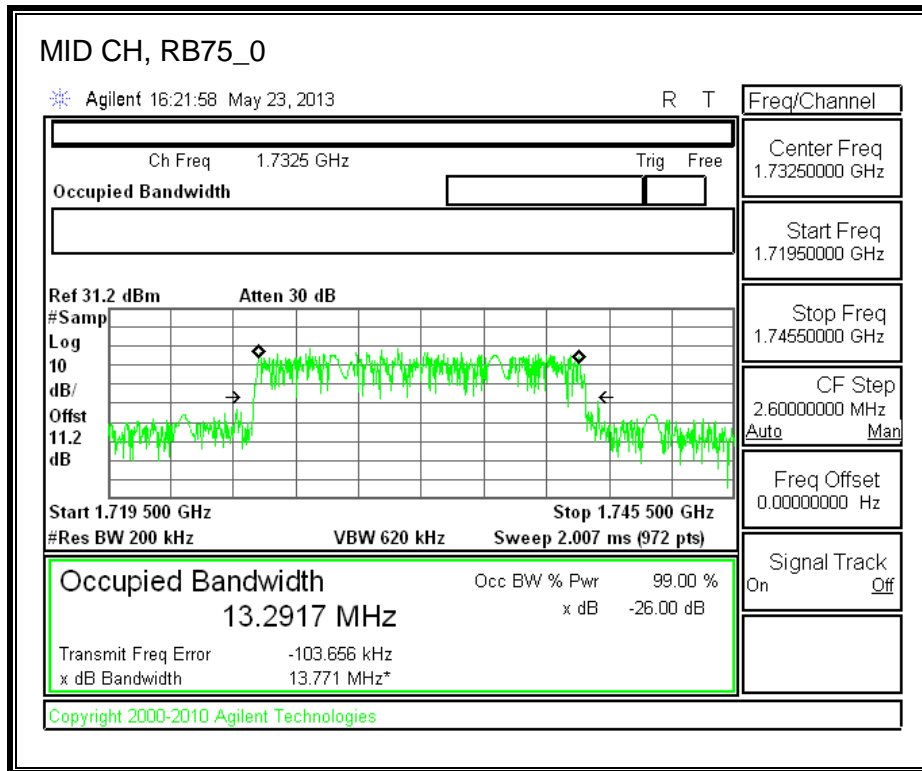 MID CH, RB75_0
Agilent 16:21:58 May 23, 2013 R T
Ch Freq 1.7325 GHz Trig Free
Occupied Bandwidth
Ref 31.2 dBm Atten 30 dB
#Samp
Log
10
dB/
Offst
11.2
dB
Start 1.719 500 GHz Stop 1.745 500 GHz
#Res BW 200 kHz VBW 620 kHz Sweep 2.007 ms (972 pts)
Occupied Bandwidth Occ BW % Pwr 99.00 %
13.2917 MHz x dB -26.00 dB
Transmit Freq Error -103.656 kHz
x dB Bandwidth 13.771 MHz*
Copyright 2000-2010 Agilent Technologies
Freq/Channel
Center Freq
1.73250000 GHz
Start Freq
1.71950000 GHz
Stop Freq
1.74550000 GHz
CF Step
2.60000000 MHz
Auto Man
Freq Offset
0.00000000 Hz
Signal Track
On Off